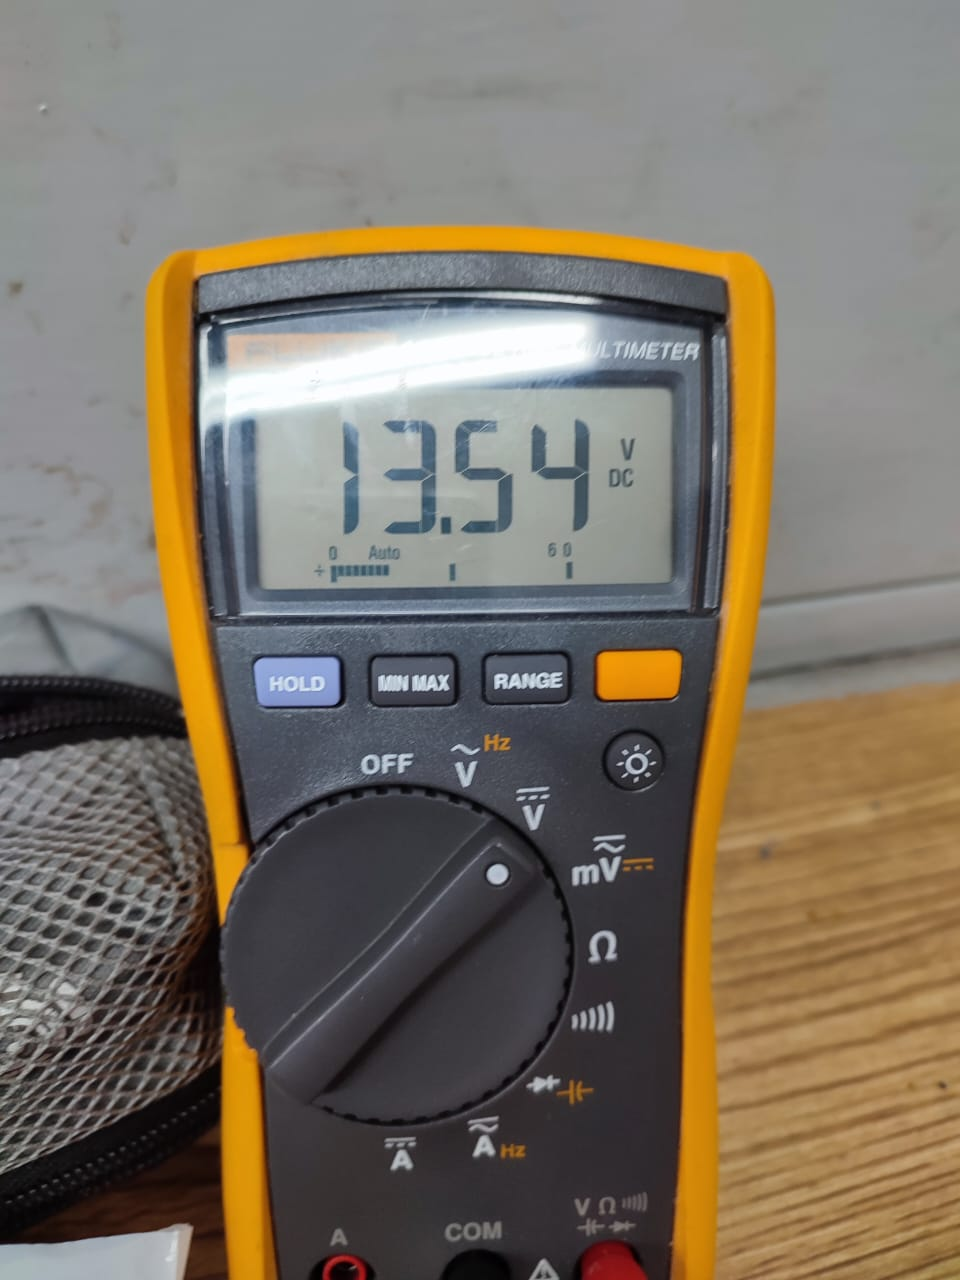 MULTIMETER
13.54 V DC
0 Auto 60
+
HOLD MIN MAX RANGE
OFF V Hz
V
mV
Ω
A
A Hz
A COM V Ω